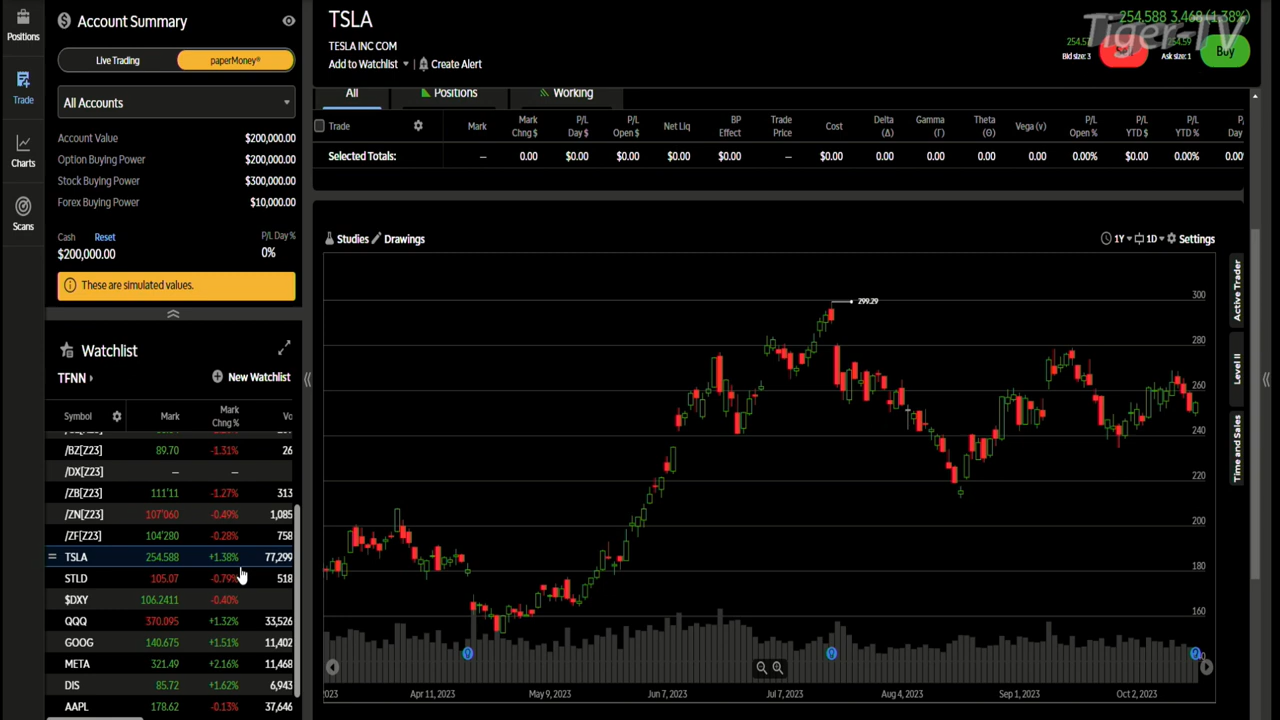 Positions
Trade
Charts
Scans
Account Summary
Live Trading
paperMoney®
All Accounts
Account Value $200,000.00
Option Buying Power $200,000.00
Stock Buying Power $300,000.00
Forex Buying Power $10,000.00
Cash Reset P/L Day %
$200,000.00 0%
These are simulated values.
Watchlist
TFNN
New Watchlist
Symbol Mark Mark Chng % Vo
/BZ[Z23] 89.70 -1.31% 26
/DX[Z23] — —
/ZB[Z23] 111'11 -1.27% 313
/ZN[Z23] 107'060 -0.49% 1,085
/ZF[Z23] 104'280 -0.28% 758
TSLA 254.588 +1.38% 77,299
STLD 105.07 -0.79% 518
$DXY 106.2411 -0.40%
QQQ 370.095 +1.32% 33,526
GOOG 140.675 +1.51% 11,402
META 321.49 +2.16% 11,468
DIS 85.72 +1.62% 6,943
AAPL 178.62 -0.13% 37,646
TSLA
TESLA INC COM
Add to Watchlist | Create Alert
254.588 3.468 (1.38%)
Tiger-TV
Bid size: 3
Sell
254.59
Ask size: 1
Buy
All Positions Working
Trade Mark Mark Chng $ P/L Day $ P/L Open $ Net Liq BP Effect Trade Price Cost Delta (Δ) Gamma (Γ) Theta (Θ) Vega (v) P/L Open % P/L YTD $ P/L YTD % P/ Day
Selected Totals: — 0.00 $0.00 $0.00 $0.00 $0.00 — $0.00 0.00 0.00 0.00 0.00 0.00% $0.00 0.00% 0.00
Studies Drawings
1Y 1D Settings
299.29
300
280
260
240
220
200
180
160
2023 Apr 11, 2023 May 9, 2023 Jun 7, 2023 Jul 7, 2023 Aug 4, 2023 Sep 1, 2023 Oct 2, 2023
Active Trader
Level II
Time and Sales